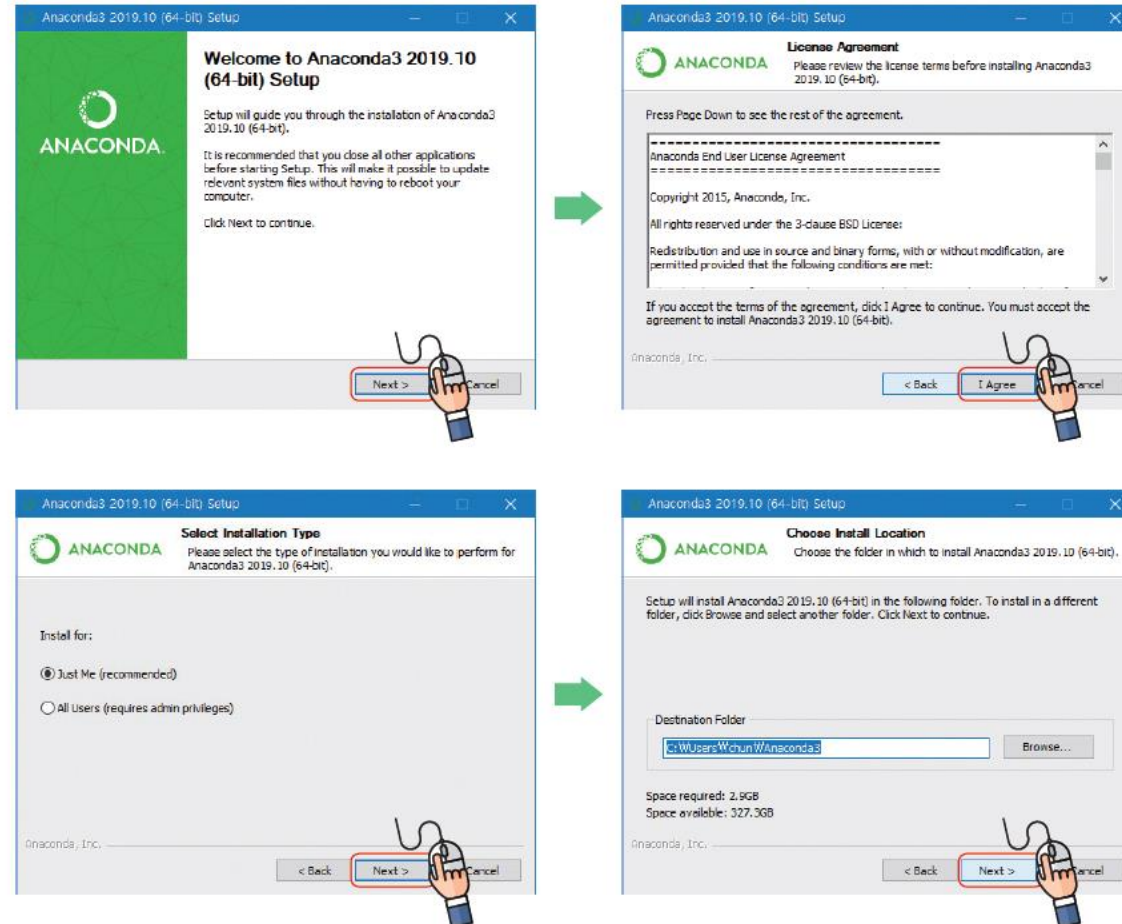 Anaconda3 2019.10 (64-bit) Setup
Welcome to Anaconda3 2019.10
(64-bit) Setup
Setup will guide you through the installation of Anaconda3
2019.10 (64-bit).
It is recommended that you close all other applications
before starting Setup. This will make it possible to update
relevant system files without having to reboot your
computer.
Click Next to continue.
ANACONDA.
Next >
Cancel
Anaconda3 2019.10 (64-bit) Setup
ANACONDA
License Agreement
Please review the license terms before installing Anaconda3
2019.10 (64-bit).
Press Page Down to see the rest of the agreement.
===================================
Anaconda End User License Agreement
===================================
Copyright 2015, Anaconda, Inc.
All rights reserved under the 3-clause BSD License:
Redistribution and use in source and binary forms, with or without modification, are
permitted provided that the following conditions are met:
If you accept the terms of the agreement, click I Agree to continue. You must accept the
agreement to install Anaconda3 2019.10 (64-bit).
Anaconda, Inc.
< Back
I Agree
Cancel
Anaconda3 2019.10 (64-bit) Setup
ANACONDA
Select Installation Type
Please select the type of installation you would like to perform for
Anaconda3 2019.10 (64-bit).
Install for:
Just Me (recommended)
All Users (requires admin privileges)
Anaconda, Inc.
< Back
Next >
Cancel
Anaconda3 2019.10 (64-bit) Setup
ANACONDA
Choose Install Location
Choose the folder in which to install Anaconda3 2019.10 (64-bit).
Setup will install Anaconda3 2019.10 (64-bit) in the following folder. To install in a different
folder, click Browse and select another folder. Click Next to continue.
Destination Folder
C:₩Users₩chun₩Anaconda3
Browse...
Space required: 2.9GB
Space available: 327.3GB
Anaconda, Inc.
< Back
Next >
Cancel